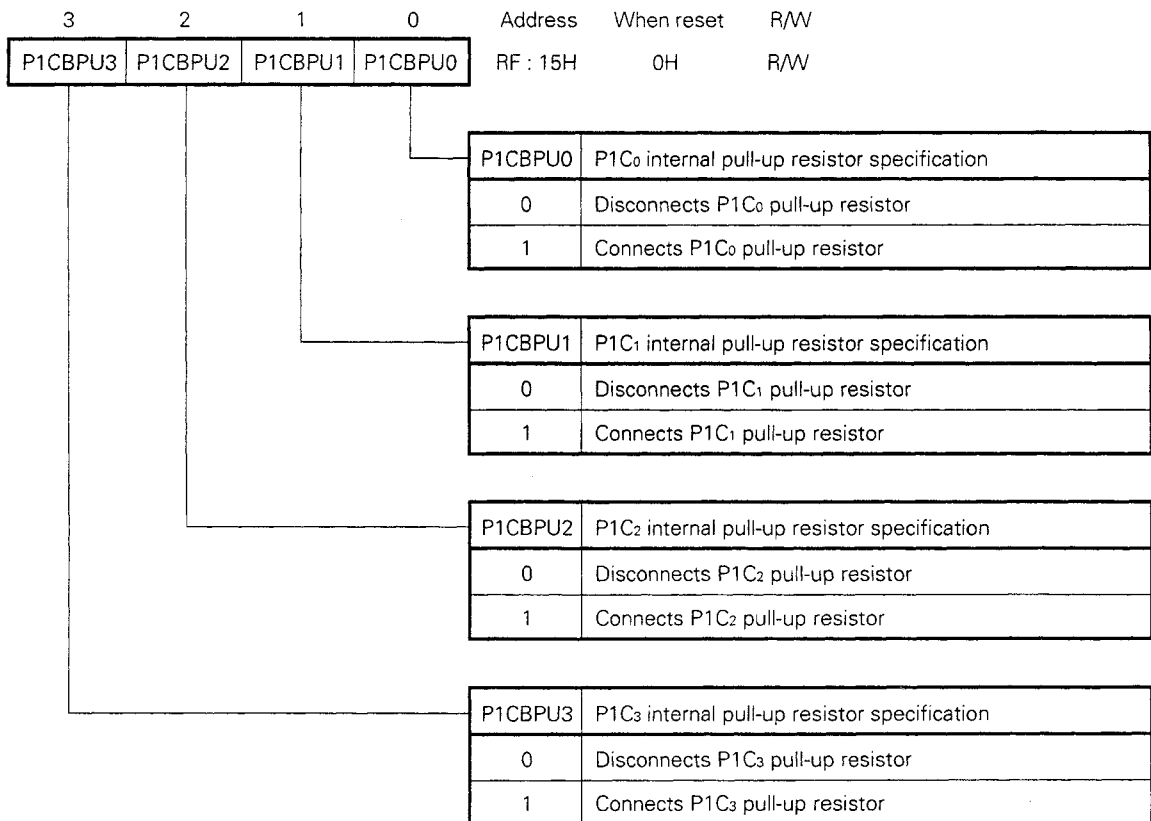 3 2 1 0 Address When reset R/W
P1CBPU3 P1CBPU2 P1CBPU1 P1CBPU0 RF : 15H 0H R/W
P1CBPU0 P1C₀ internal pull-up resistor specification
0 Disconnects P1C₀ pull-up resistor
1 Connects P1C₀ pull-up resistor
P1CBPU1 P1C₁ internal pull-up resistor specification
0 Disconnects P1C₁ pull-up resistor
1 Connects P1C₁ pull-up resistor
P1CBPU2 P1C₂ internal pull-up resistor specification
0 Disconnects P1C₂ pull-up resistor
1 Connects P1C₂ pull-up resistor
P1CBPU3 P1C₃ internal pull-up resistor specification
0 Disconnects P1C₃ pull-up resistor
1 Connects P1C₃ pull-up resistor